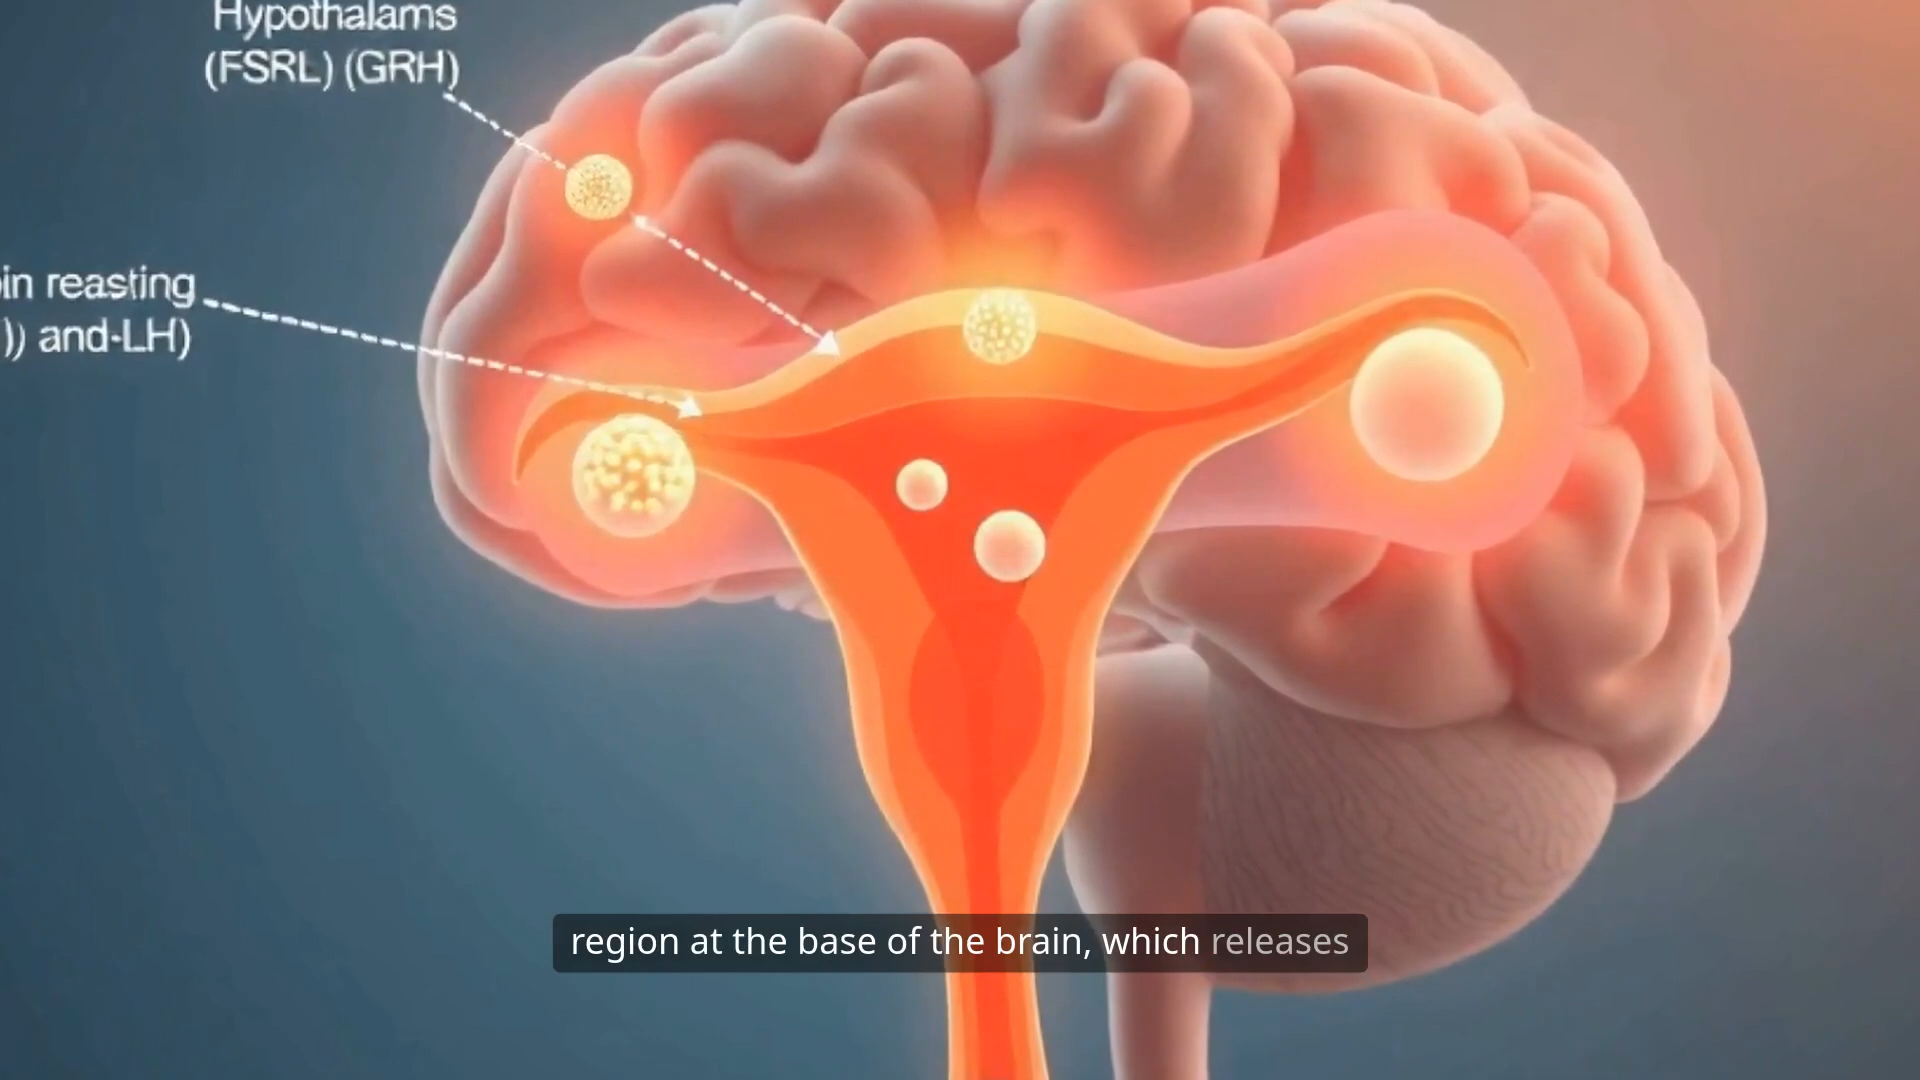 Hypothalams
(FSRL) (GRH)
in reasting
)) and-LH)
region at the base of the brain, which releases